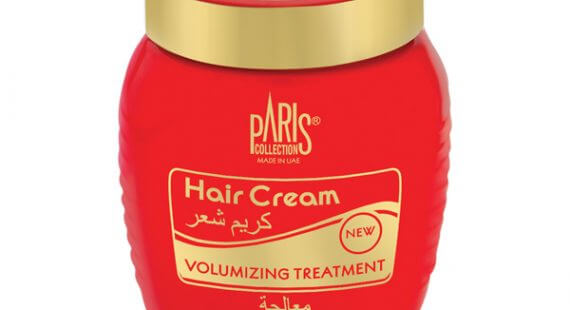 PARIS®
COLLECTION
MADE IN UAE
Hair Cream
كريم شعر
NEW
VOLUMIZING TREATMENT
معالجة